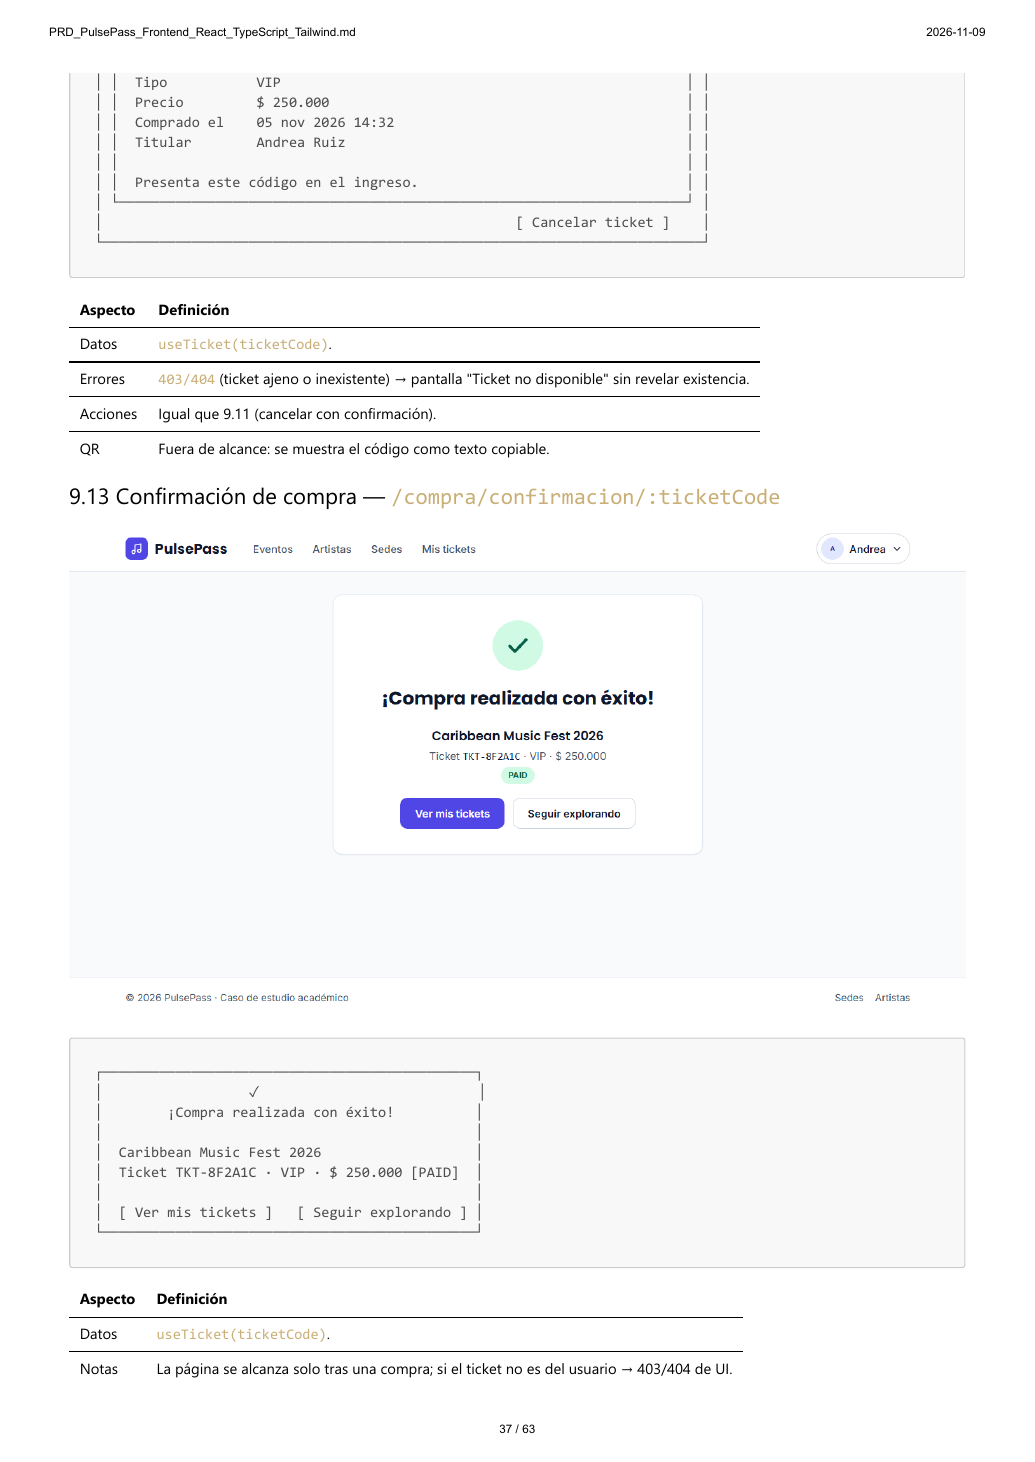 PRD_PulsePass_Frontend_React_TypeScript_Tailwind.md 2026-11-09
Tipo VIP
Precio $ 250.000
Comprado el 05 nov 2026 14:32
Titular Andrea Ruiz
Presenta este código en el ingreso.
[ Cancelar ticket ]
Aspecto Definición
Datos useTicket(ticketCode).
Errores 403/404 (ticket ajeno o inexistente) → pantalla "Ticket no disponible" sin revelar existencia.
Acciones Igual que 9.11 (cancelar con confirmación).
QR Fuera de alcance: se muestra el código como texto copiable.
9.13 Confirmación de compra — /compra/confirmacion/:ticketCode
PulsePass Eventos Artistas Sedes Mis tickets A Andrea
¡Compra realizada con éxito!
Caribbean Music Fest 2026
Ticket TKT-8F2A1C · VIP · $ 250.000
PAID
Ver mis tickets Seguir explorando
© 2026 PulsePass · Caso de estudio académico Sedes Artistas
✓
¡Compra realizada con éxito!
Caribbean Music Fest 2026
Ticket TKT-8F2A1C · VIP · $ 250.000 [PAID]
[ Ver mis tickets ] [ Seguir explorando ]
Aspecto Definición
Datos useTicket(ticketCode).
Notas La página se alcanza solo tras una compra; si el ticket no es del usuario → 403/404 de UI.
37 / 63